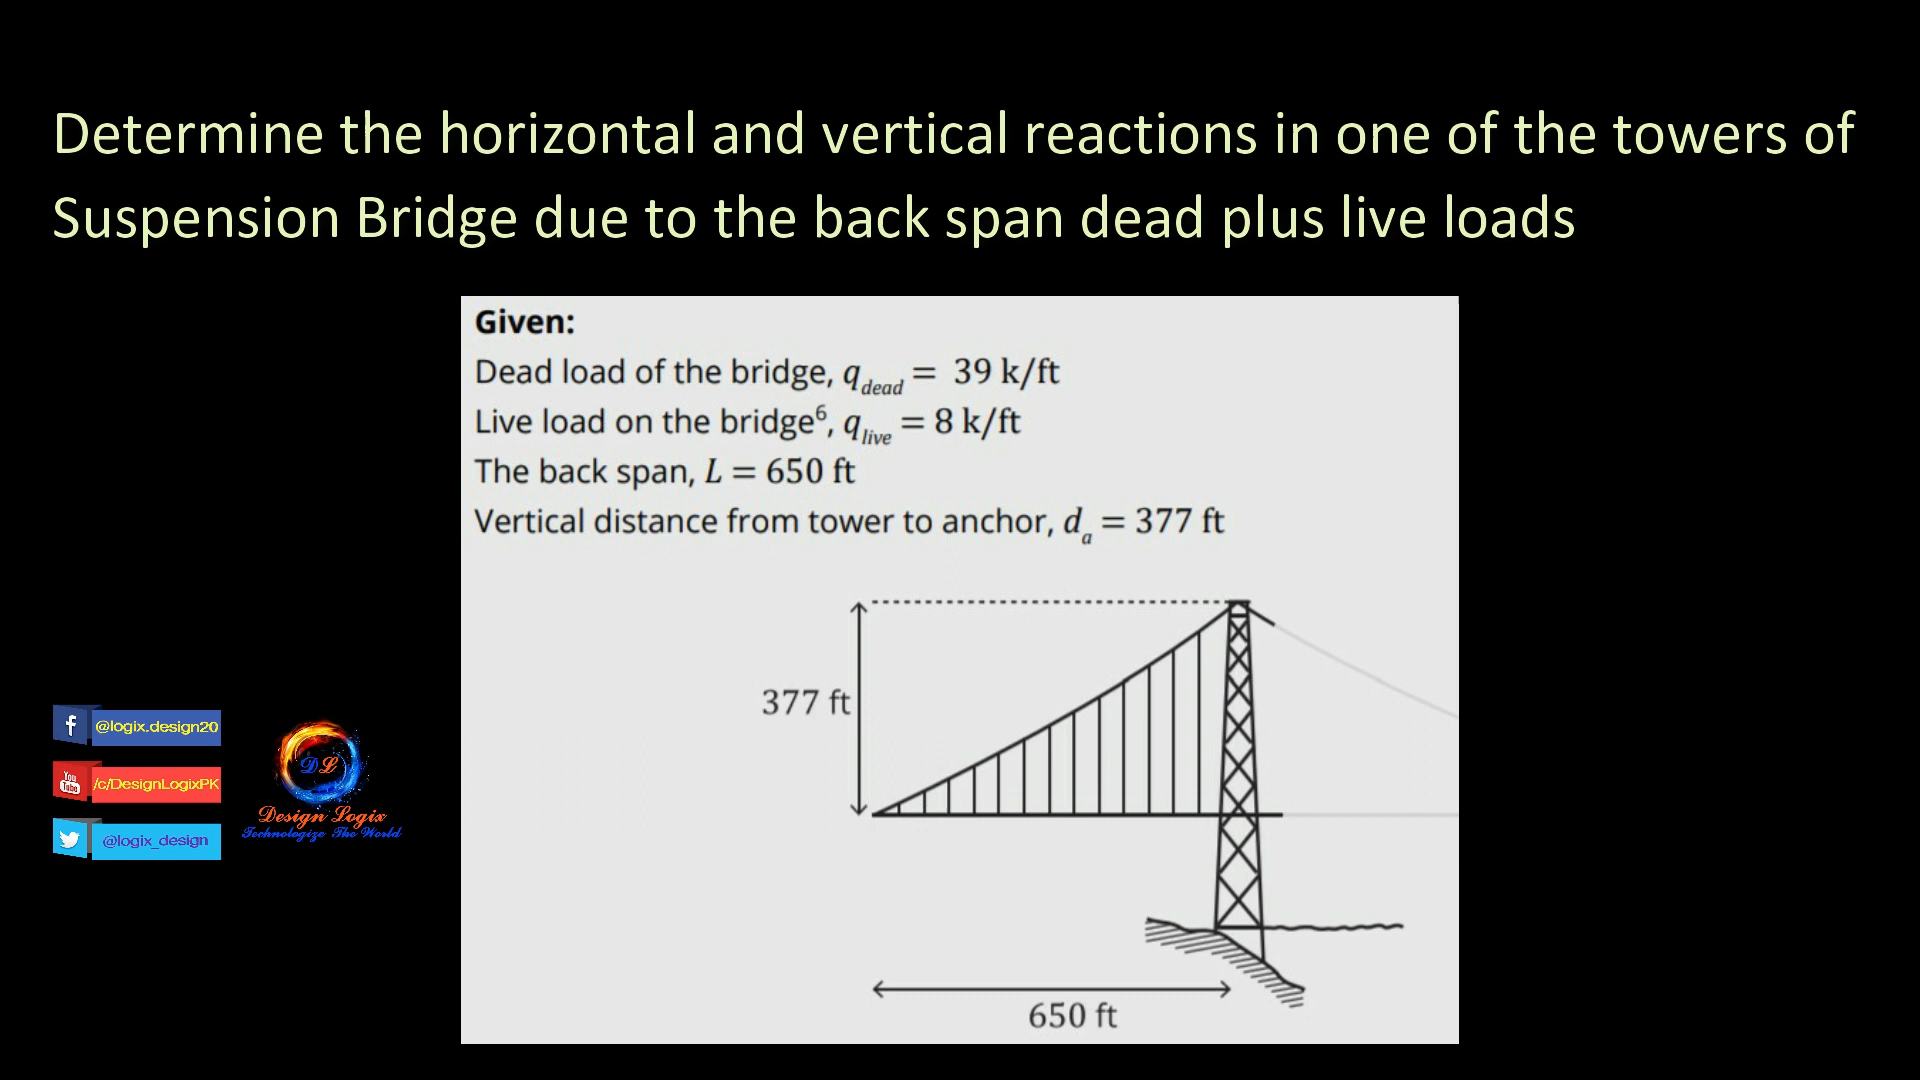 Determine the horizontal and vertical reactions in one of the towers of
Suspension Bridge due to the back span dead plus live loads
Given:
Dead load of the bridge, q_dead = 39 k/ft
Live load on the bridge⁶, q_live = 8 k/ft
The back span, L = 650 ft
Vertical distance from tower to anchor, d_a = 377 ft
377 ft
650 ft
f @logix.design20
You Tube /c/DesignLogixPK
@logix_design
DL
Design Logix
Technologize The World